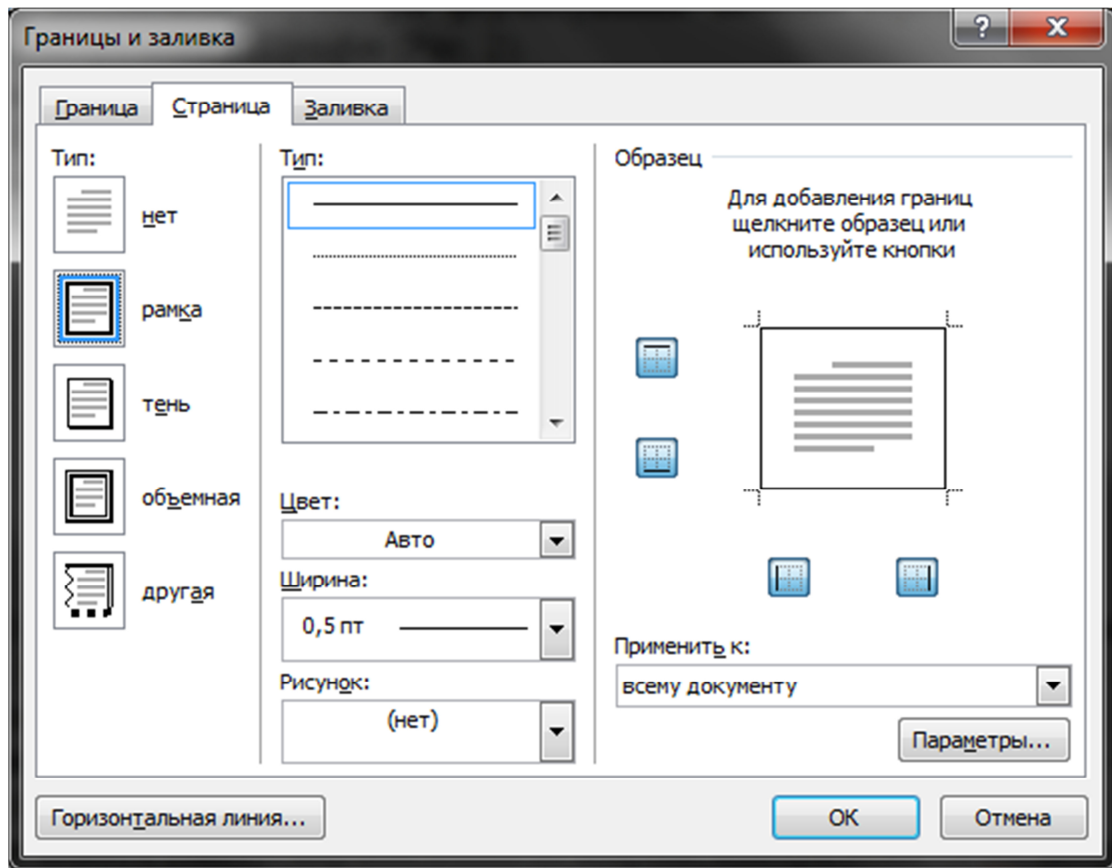 Границы и заливка
?
X
Граница
Страница
Заливка
Тип:
нет
рамка
тень
объемная
другая
Тип:
Цвет:
Авто
Ширина:
0,5 пт
Рисунок:
(нет)
Образец
Для добавления границ
щелкните образец или
используйте кнопки
Применить к:
всему документу
Параметры...
Горизонтальная линия...
ОК
Отмена